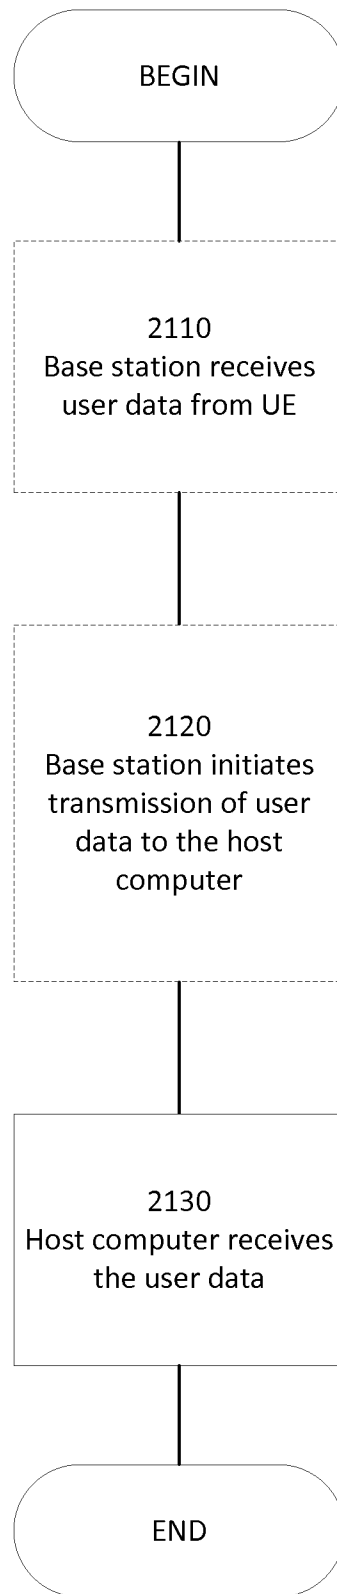 BEGIN
2110
Base station receives
user data from UE
2120
Base station initiates
transmission of user
data to the host
computer
2130
Host computer receives
the user data
END